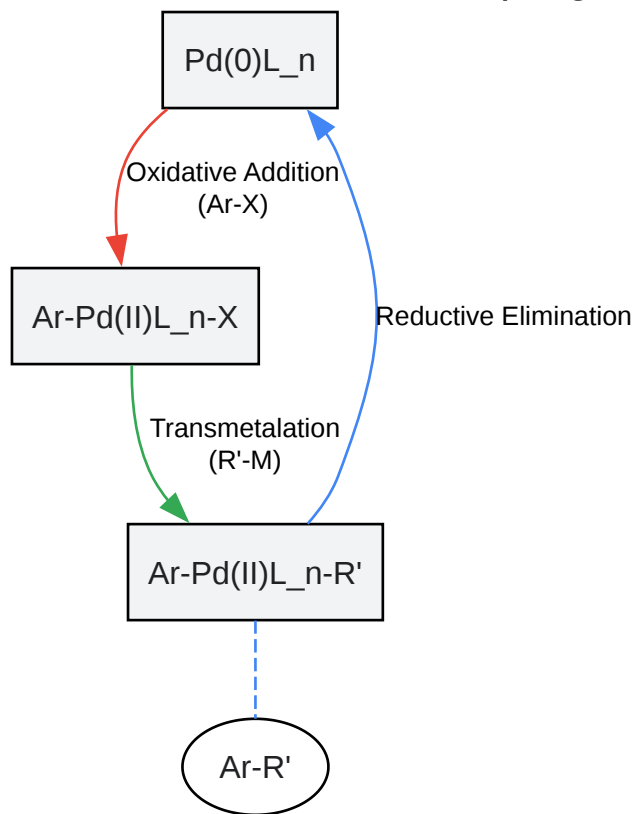 Pd(0)L_n
Oxidative Addition
(Ar-X)
Ar-Pd(II)L_n-X
Reductive Elimination
Transmetalation
(R'-M)
Ar-Pd(II)L_n-R'
Ar-R'